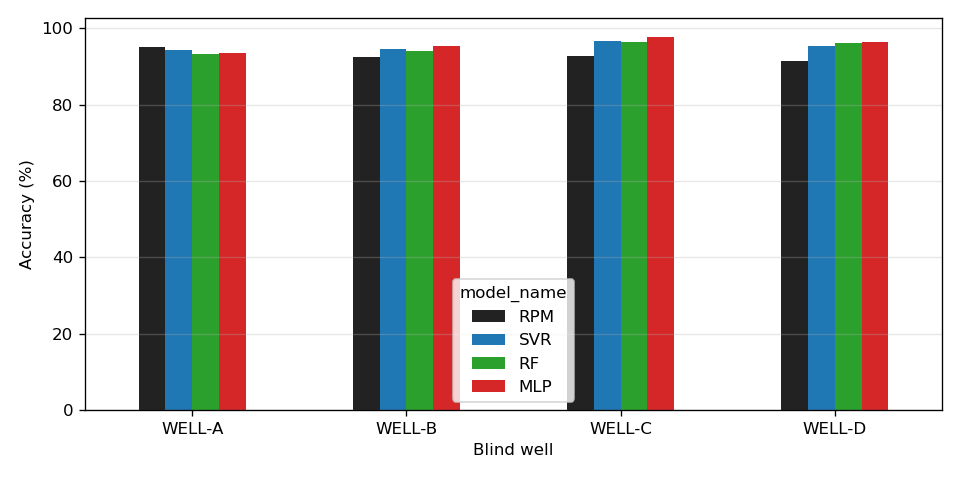 100
80
60
40
20
0
Accuracy (%)
model_name
RPM
SVR
RF
MLP
WELL-A WELL-B WELL-C WELL-D
Blind well